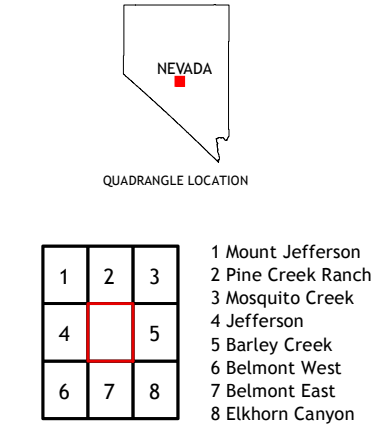 NEVADA
QUADRANGLE LOCATION
1 2 3
4 5
6 7 8
1 Mount Jefferson
2 Pine Creek Ranch
3 Mosquito Creek
4 Jefferson
5 Barley Creek
6 Belmont West
7 Belmont East
8 Elkhorn Canyon